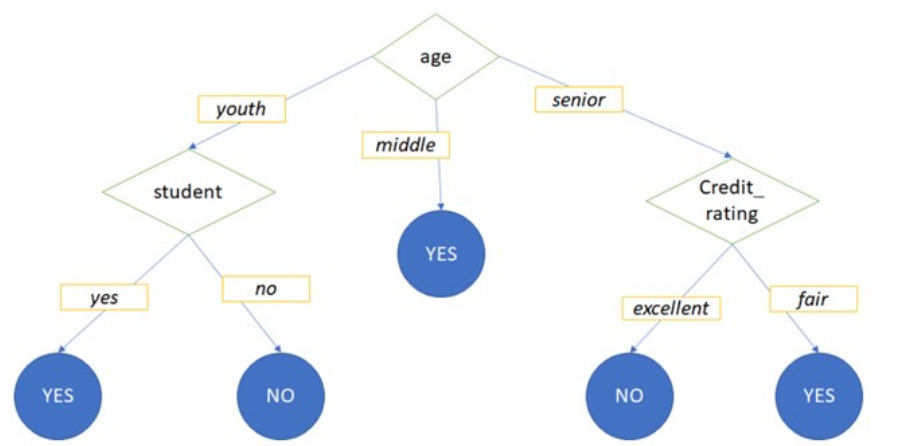 age
youth
senior
middle
student
Credit_
rating
YES
yes
no
excellent
fair
YES
NO
NO
YES